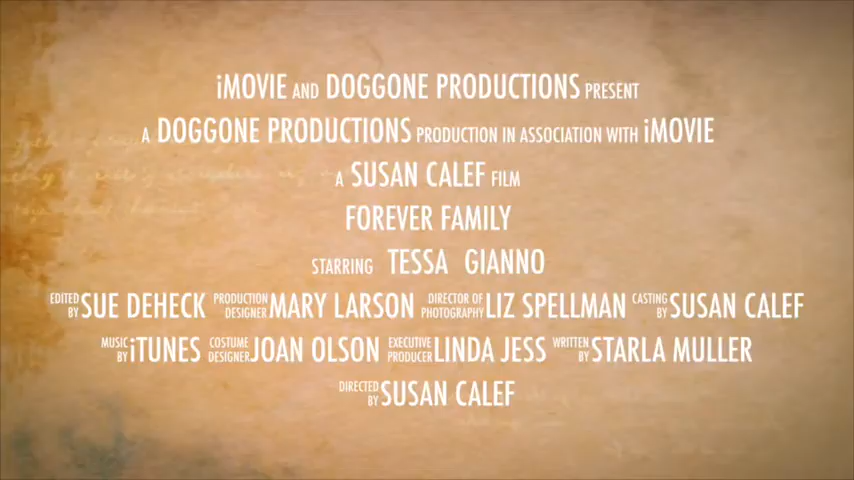 iMOVIE AND DOGGONE PRODUCTIONS PRESENT
A DOGGONE PRODUCTIONS PRODUCTION IN ASSOCIATION WITH iMOVIE
A SUSAN CALEF FILM
FOREVER FAMILY
STARRING TESSA GIANNO
EDITED BY SUE DEHECK PRODUCTION DESIGNER MARY LARSON DIRECTOR OF PHOTOGRAPHY LIZ SPELLMAN CASTING BY SUSAN CALEF
MUSIC BY iTUNES COSTUME DESIGNER JOAN OLSON EXECUTIVE PRODUCER LINDA JESS WRITTEN BY STARLA MULLER
DIRECTED BY SUSAN CALEF